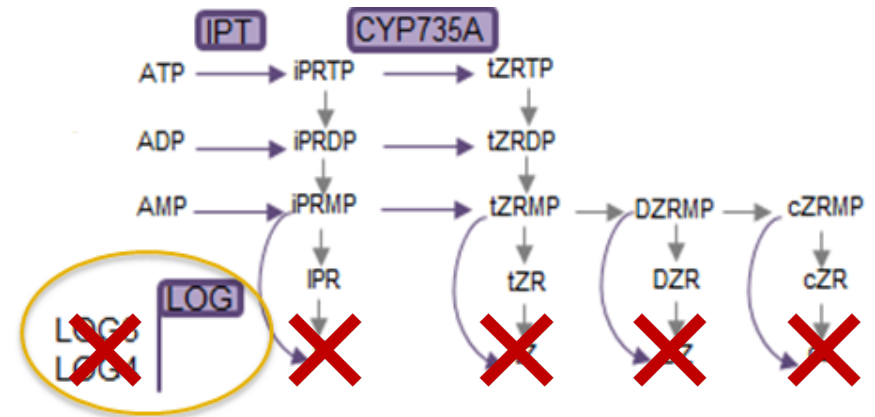 IPT CYP735A
ATP iPRTP tZRTP
ADP iPRDP tZRDP
AMP iPRMP tZRMP DZRMP cZRMP
IPR tZR DZR cZR
LOG